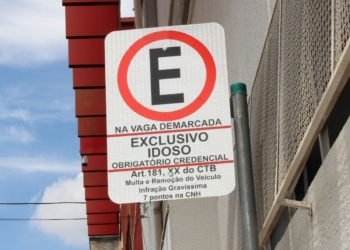 E
NA VAGA DEMARCADA
EXCLUSIVO
IDOSO
OBRIGATÓRIO CREDENCIAL
Art.181, XX do CTB
Multa e Remoção do Veículo
Infração Gravíssima
7 pontos na CNH